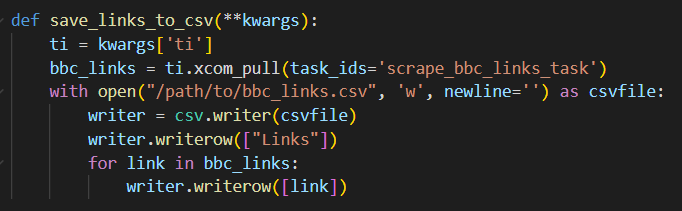 def save_links_to_csv(**kwargs):
    ti = kwargs['ti']
    bbc_links = ti.xcom_pull(task_ids='scrape_bbc_links_task')
    with open("/path/to/bbc_links.csv", 'w', newline='') as csvfile:
        writer = csv.writer(csvfile)
        writer.writerow(["Links"])
        for link in bbc_links:
            writer.writerow([link])